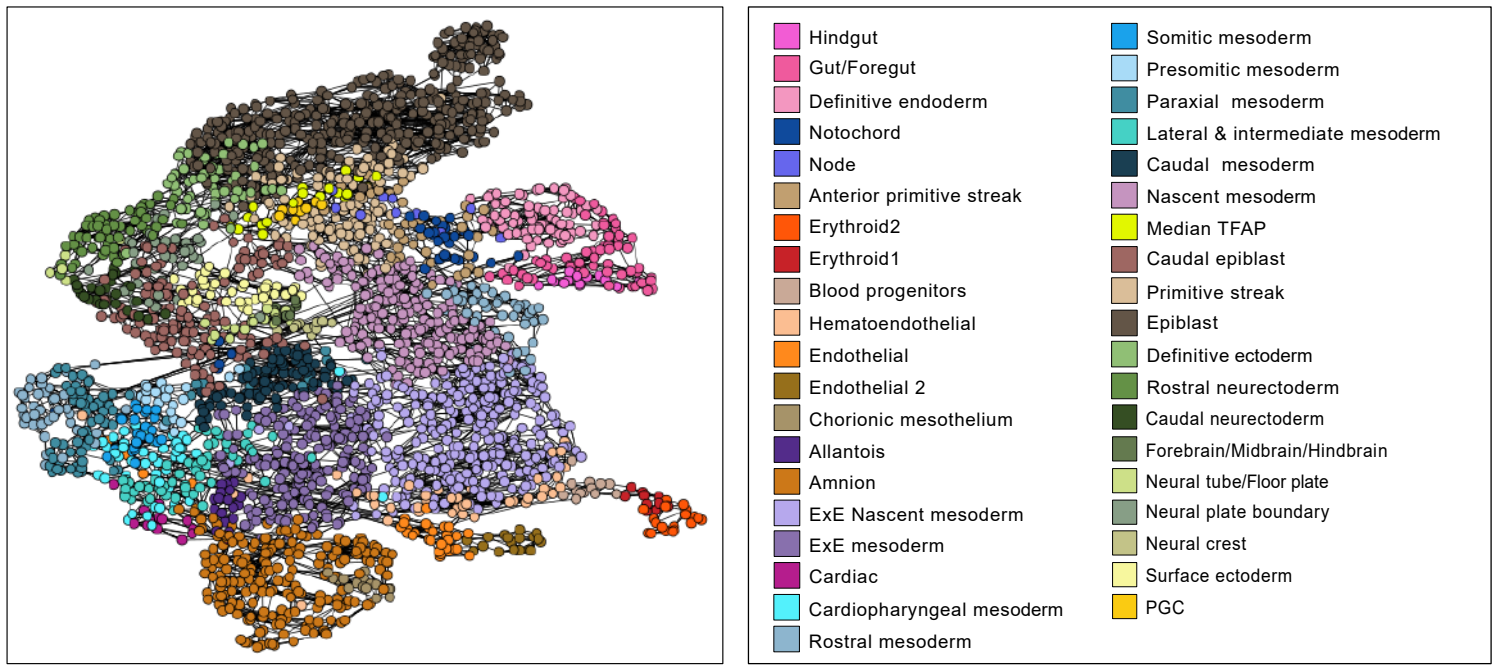 Hindgut
Gut/Foregut
Definitive endoderm
Notochord
Node
Anterior primitive streak
Erythroid2
Erythroid1
Blood progenitors
Hematoendothelial
Endothelial
Endothelial 2
Chorionic mesothelium
Allantois
Amnion
ExE Nascent mesoderm
ExE mesoderm
Cardiac
Cardiopharyngeal mesoderm
Rostral mesoderm
Somitic mesoderm
Presomitic mesoderm
Paraxial mesoderm
Lateral & intermediate mesoderm
Caudal mesoderm
Nascent mesoderm
Median TFAP
Caudal epiblast
Primitive streak
Epiblast
Definitive ectoderm
Rostral neurectoderm
Caudal neurectoderm
Forebrain/Midbrain/Hindbrain
Neural tube/Floor plate
Neural plate boundary
Neural crest
Surface ectoderm
PGC